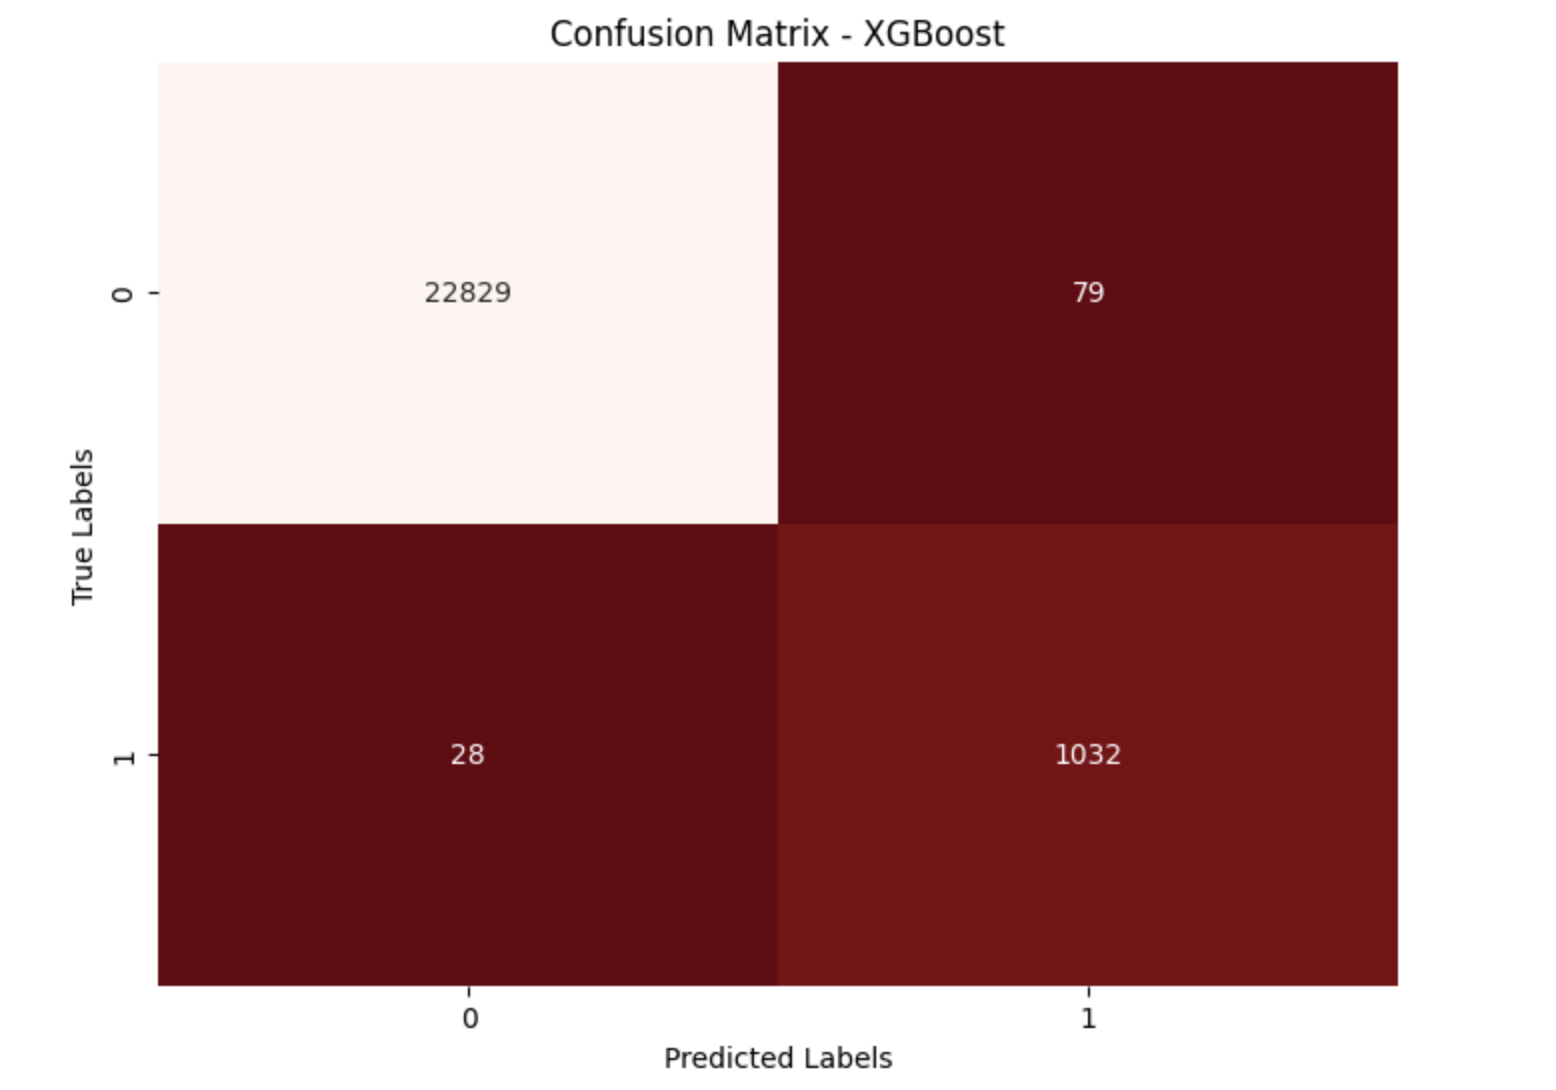 Confusion Matrix - XGBoost
0
22829
79
True Labels
1
28
1032
0
1
Predicted Labels